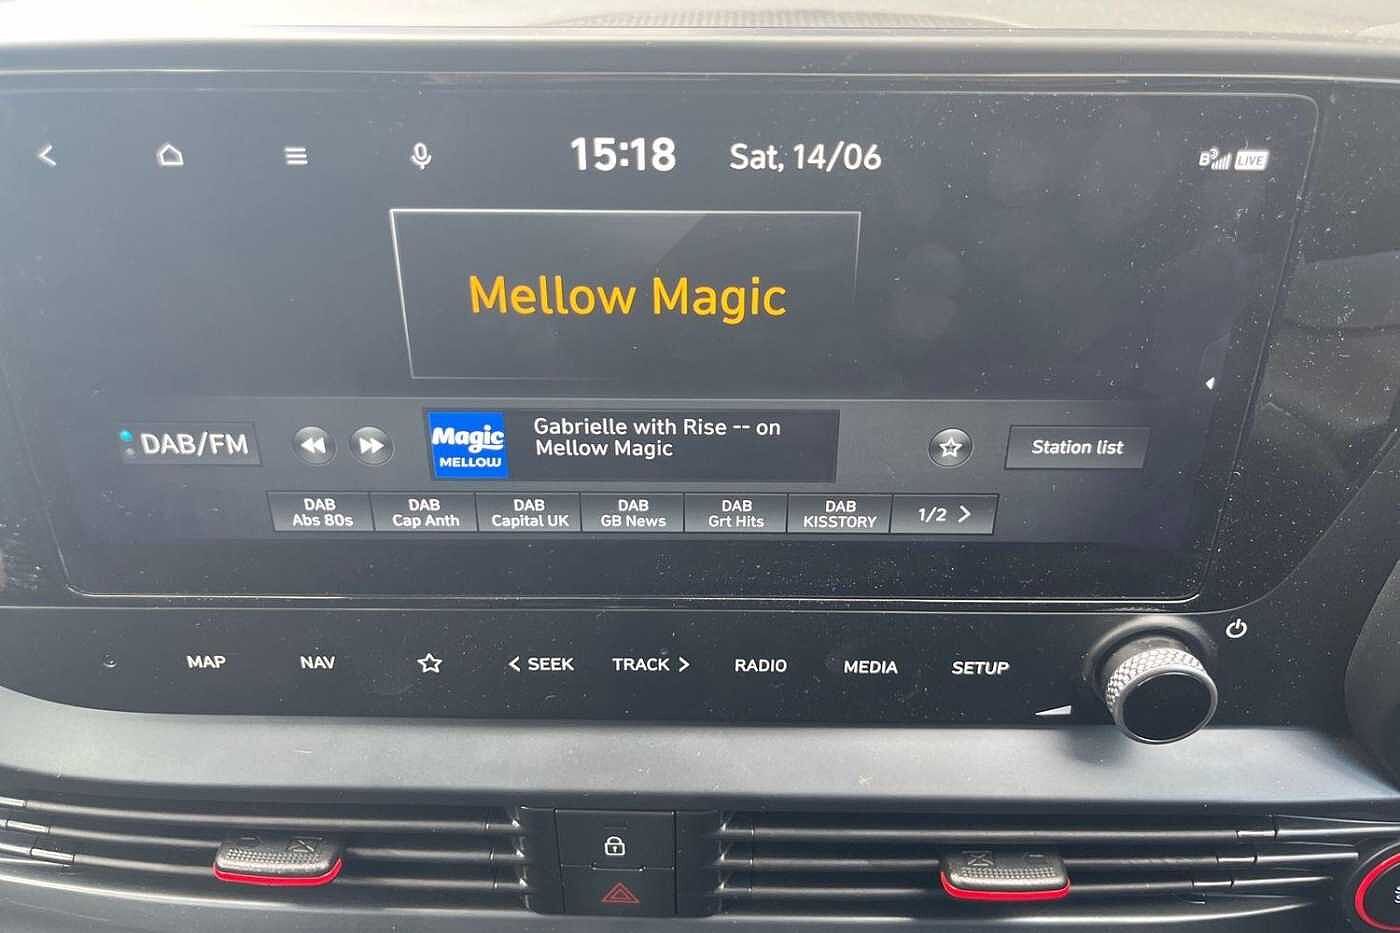 15:18 Sat, 14/06
B LIVE
Mellow Magic
DAB/FM
Magic
MELLOW
Gabrielle with Rise -- on
Mellow Magic
Station list
DAB
Abs 80s
DAB
Cap Anth
DAB
Capital UK
DAB
GB News
DAB
Grt Hits
DAB
KISSTORY
1/2 >
MAP
NAV
< SEEK
TRACK >
RADIO
MEDIA
SETUP